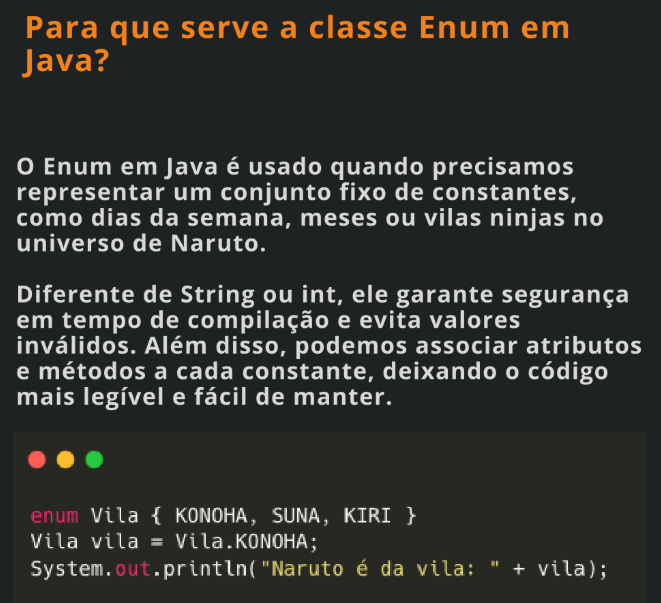 Para que serve a classe Enum em
Java?
O Enum em Java é usado quando precisamos
representar um conjunto fixo de constantes,
como dias da semana, meses ou vilas ninjas no
universo de Naruto.
Diferente de String ou int, ele garante segurança
em tempo de compilação e evita valores
inválidos. Além disso, podemos associar atributos
e métodos a cada constante, deixando o código
mais legível e fácil de manter.
enum Vila { KONOHA, SUNA, KIRI }
Vila vila = Vila.KONOHA;
System.out.println("Naruto é da vila: " + vila);